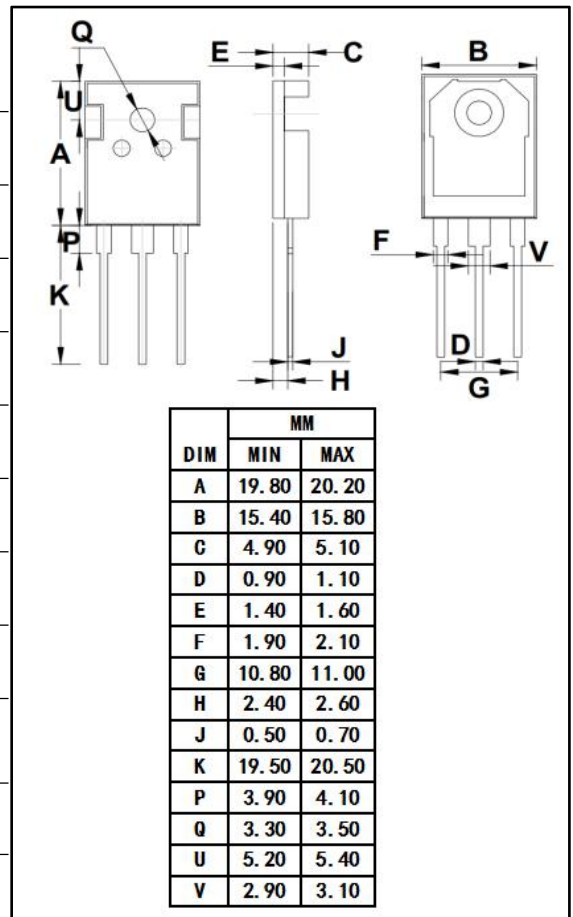 Q
E
C
B
U
A
P
K
F
V
J
H
D
G
MM
DIM MIN MAX
A 19.80 20.20
B 15.40 15.80
C 4.90 5.10
D 0.90 1.10
E 1.40 1.60
F 1.90 2.10
G 10.80 11.00
H 2.40 2.60
J 0.50 0.70
K 19.50 20.50
P 3.90 4.10
Q 3.30 3.50
U 5.20 5.40
V 2.90 3.10